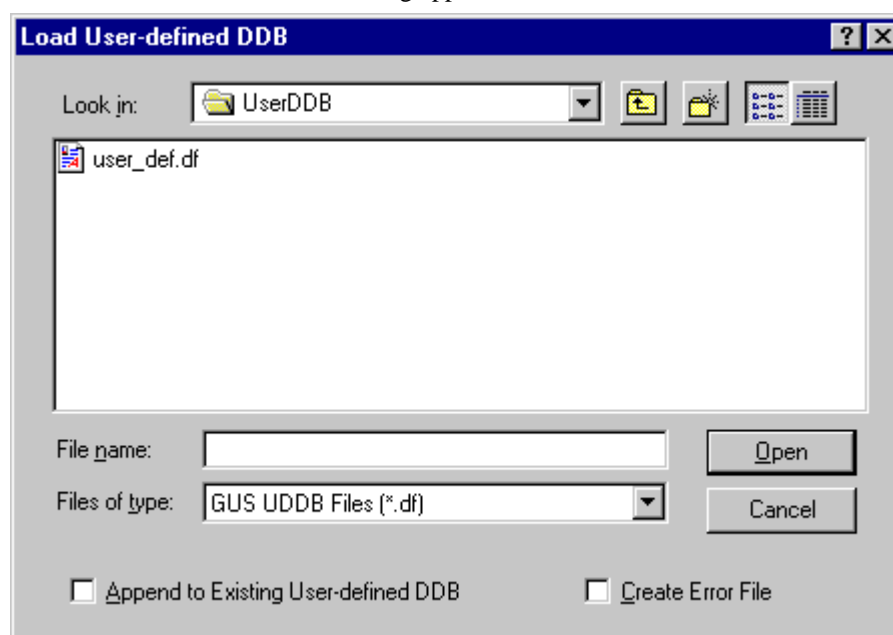 Load User-defined DDB
Look in:
UserDDB
user_def.df
File name:
Open
Files of type:
GUS UDDB Files (*.df)
Cancel
Append to Existing User-defined DDB
Create Error File